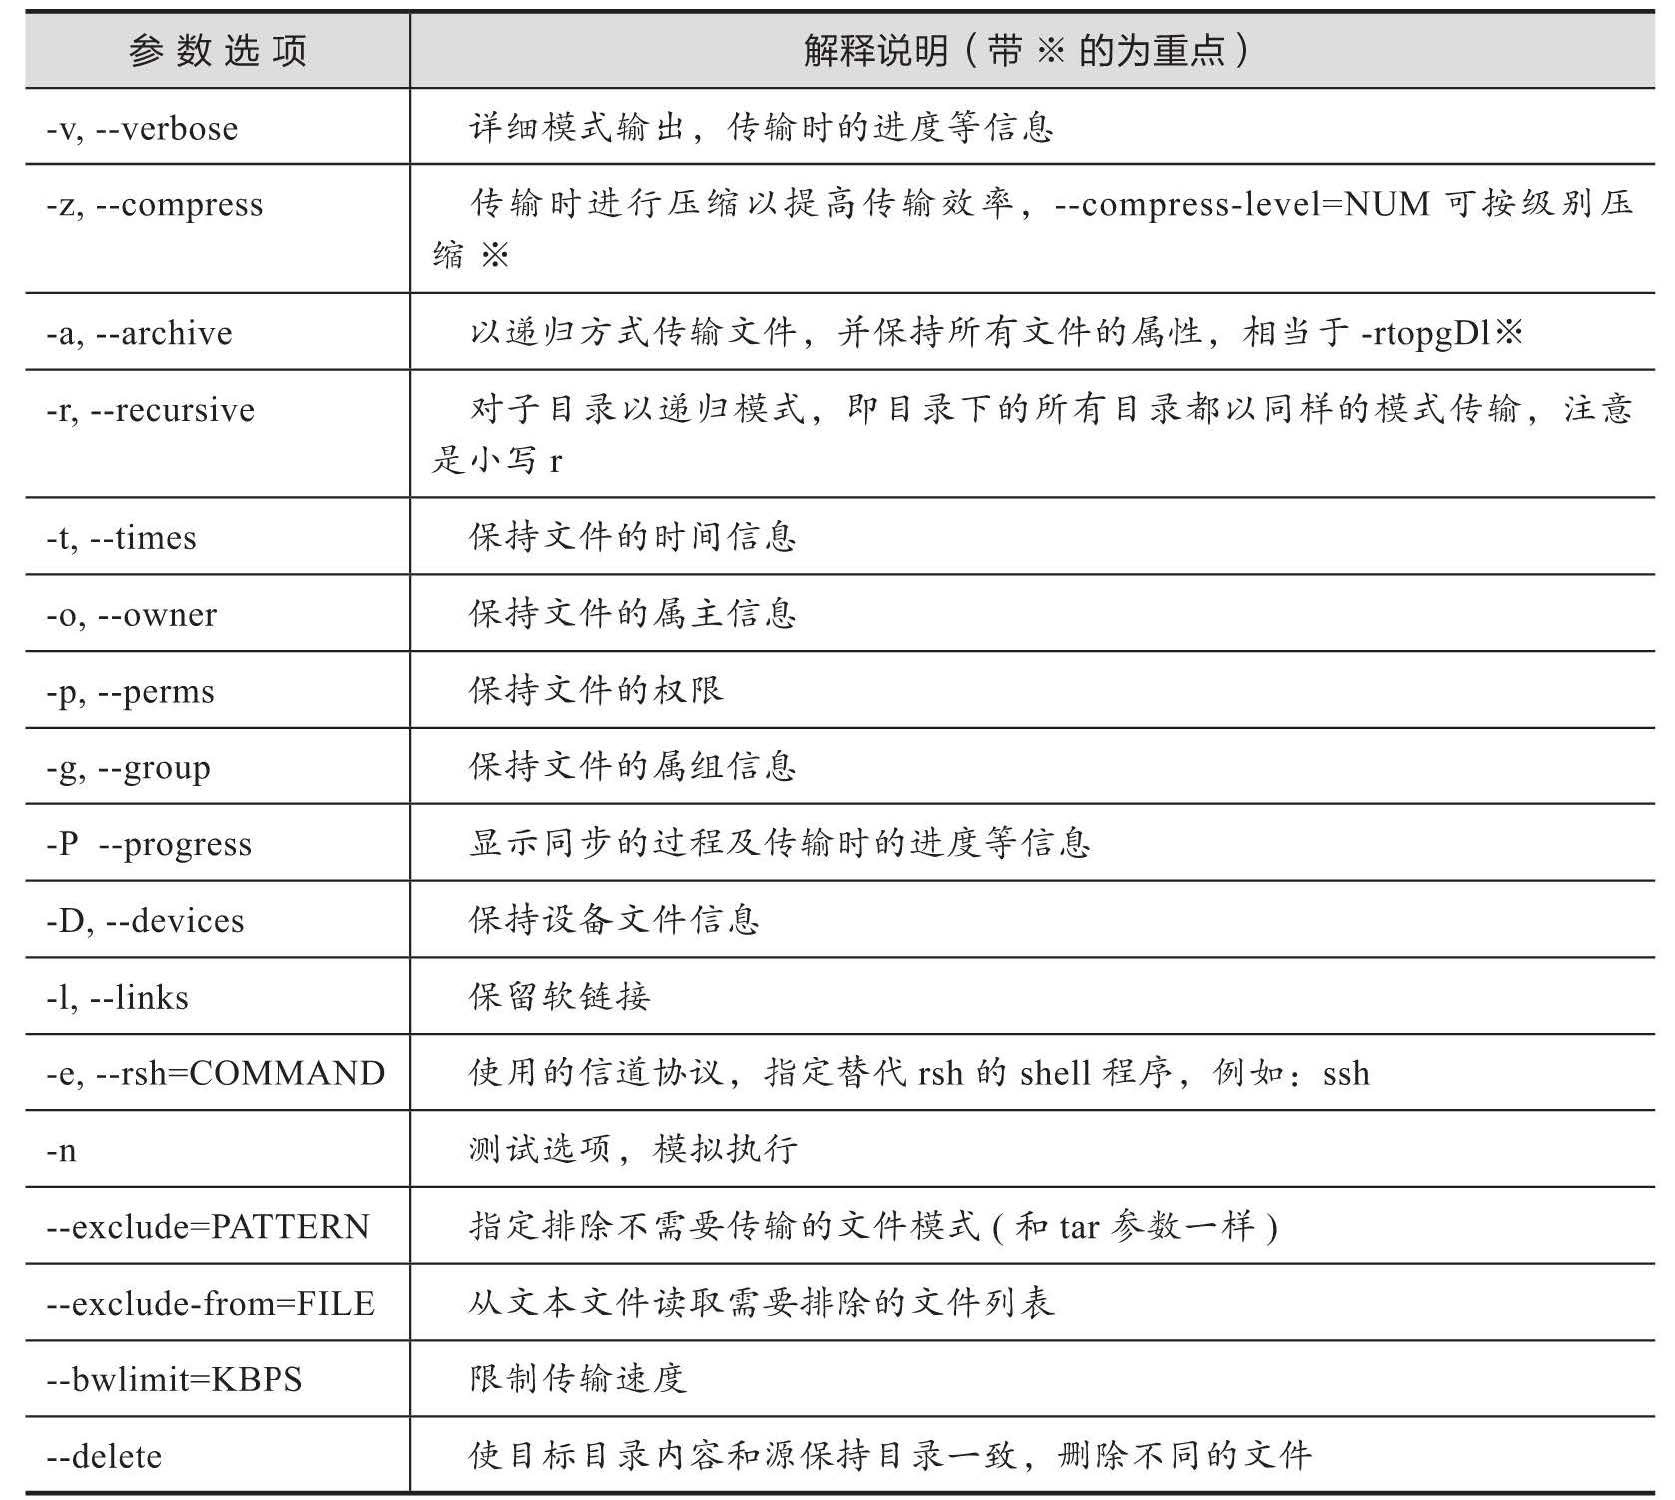 参数选项 解释说明（带※的为重点）
-v, --verbose 详细模式输出，传输时的进度等信息
-z, --compress 传输时进行压缩以提高传输效率，--compress-level=NUM 可按级别压
缩※
-a, --archive 以递归方式传输文件，并保持所有文件的属性，相当于 -rtopgDl※
-r, --recursive 对子目录以递归模式，即目录下的所有目录都以同样的模式传输，注意
是小写 r
-t, --times 保持文件的时间信息
-o, --owner 保持文件的属主信息
-p, --perms 保持文件的权限
-g, --group 保持文件的属组信息
-P --progress 显示同步的过程及传输时的进度等信息
-D, --devices 保持设备文件信息
-l, --links 保留软链接
-e, --rsh=COMMAND 使用的信道协议，指定替代 rsh 的 shell 程序，例如：ssh
-n 测试选项，模拟执行
--exclude=PATTERN 指定排除不需要传输的文件模式 ( 和 tar 参数一样 )
--exclude-from=FILE 从文本文件读取需要排除的文件列表
--bwlimit=KBPS 限制传输速度
--delete 使目标目录内容和源保持目录一致，删除不同的文件